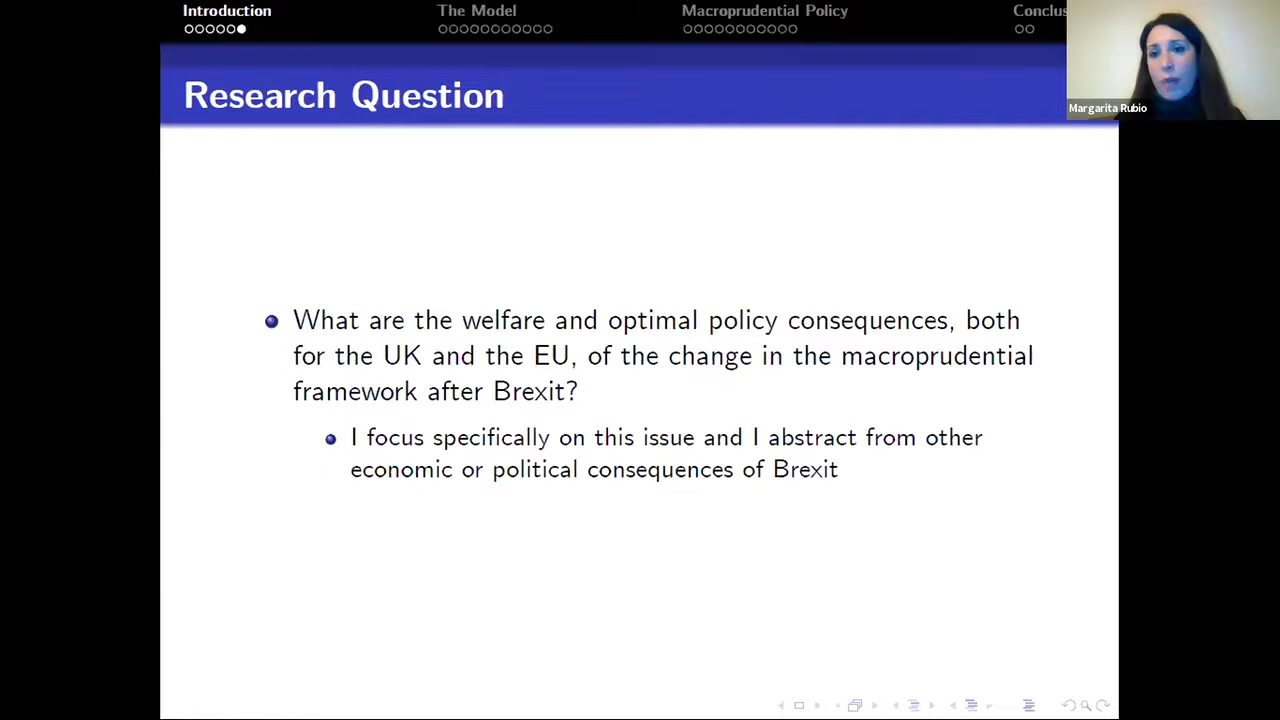 Introduction
The Model
Macroprudential Policy
Conclus
Margarita Rubio
Research Question
What are the welfare and optimal policy consequences, both
for the UK and the EU, of the change in the macroprudential
framework after Brexit?
I focus specifically on this issue and I abstract from other
economic or political consequences of Brexit